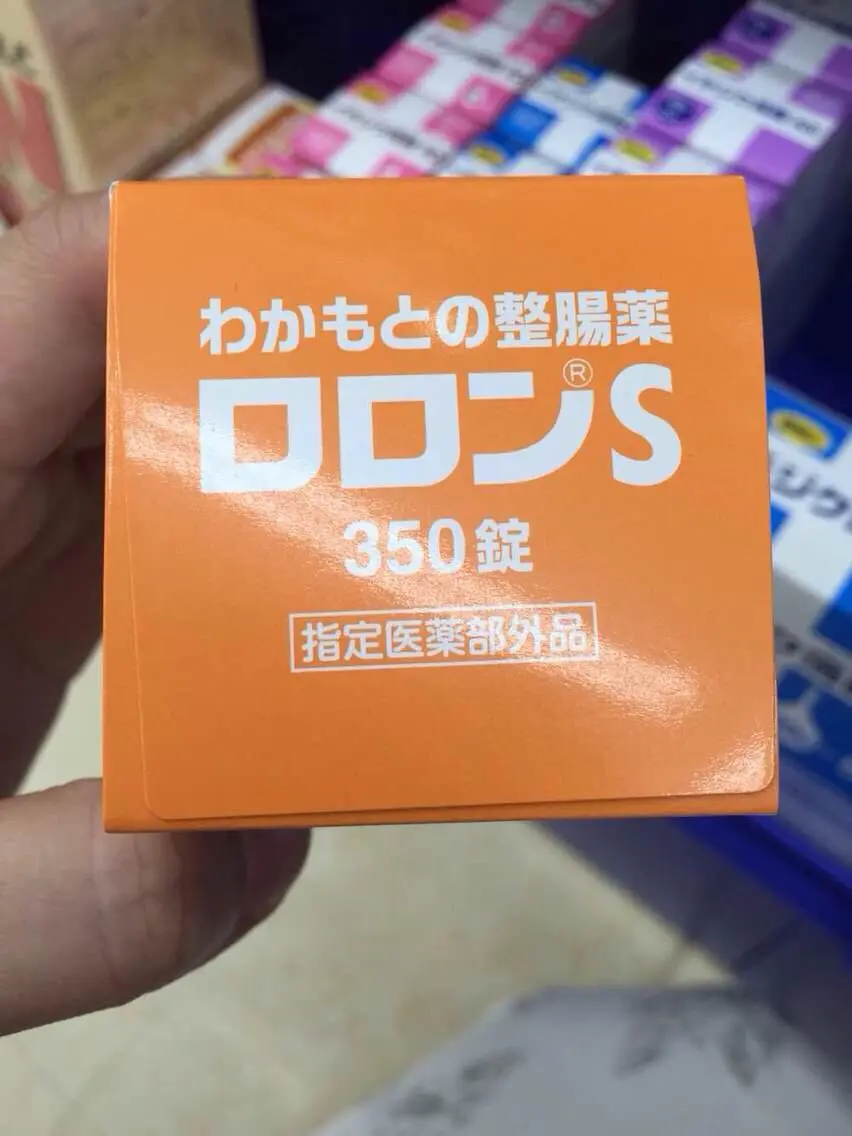 わかもとの整腸薬
ロロン®S
350錠
指定医薬部外品